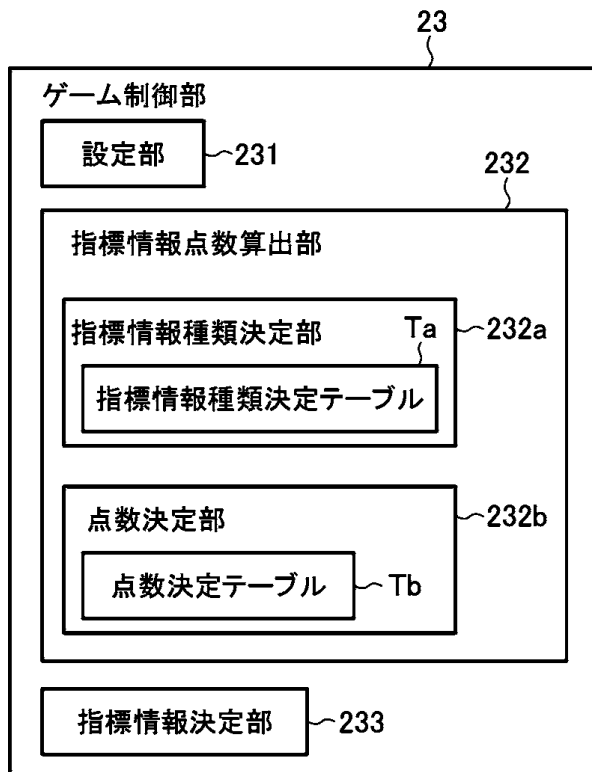 23
ゲーム制御部
設定部 231
232
指標情報点数算出部
指標情報種類決定部 Ta 232a
指標情報種類決定テーブル
点数決定部 232b
点数決定テーブル Tb
指標情報決定部 233